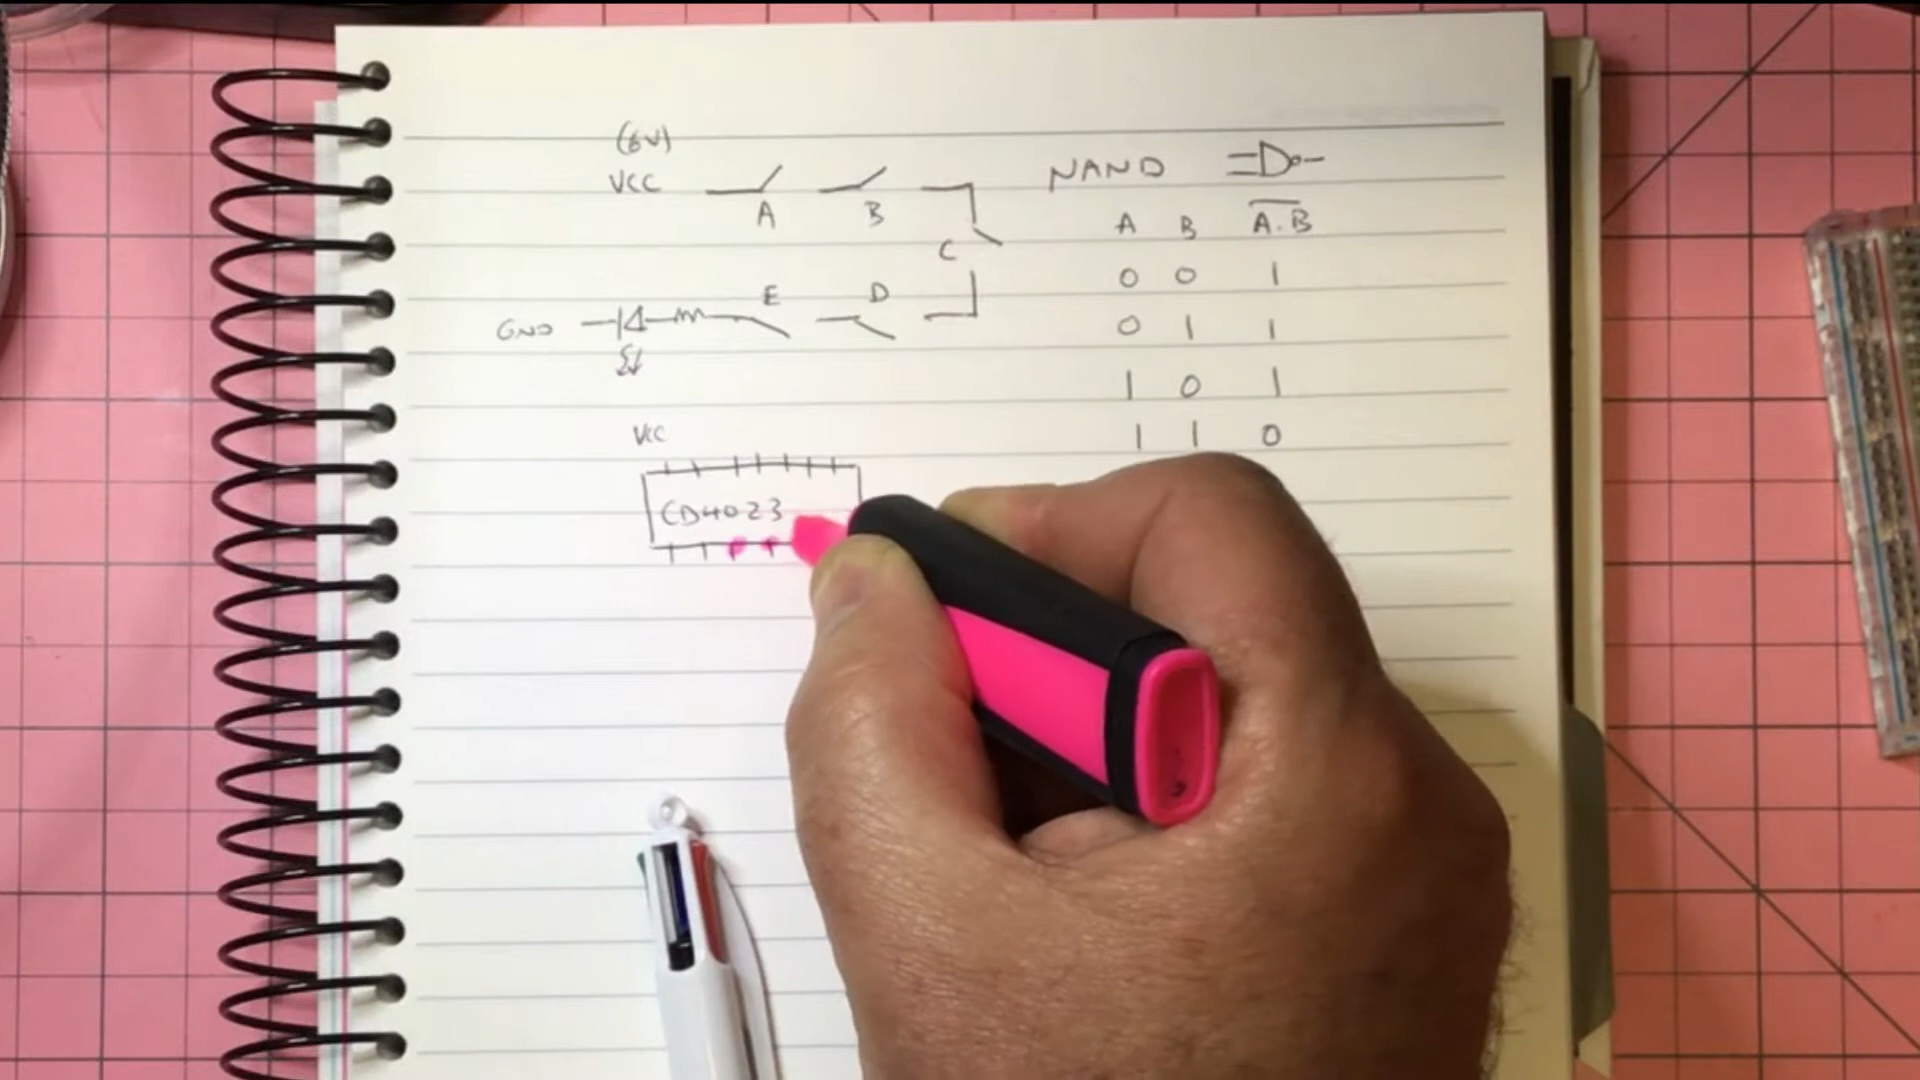 (6V)
VCC A B NAND
C A B A.B
E D 0 0 1
GND 0 1 1
1 0 1
VCC 1 1 0
CD4023